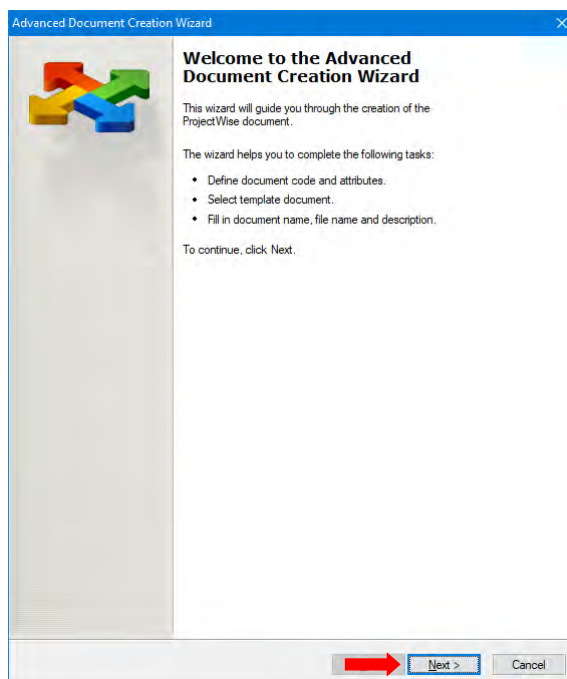 Advanced Document Creation Wizard
Welcome to the Advanced
Document Creation Wizard
This wizard will guide you through the creation of the
ProjectWise document.
The wizard helps you to complete the following tasks:
• Define document code and attributes.
• Select template document.
• Fill in document name, file name and description.
To continue, click Next.
Next > Cancel